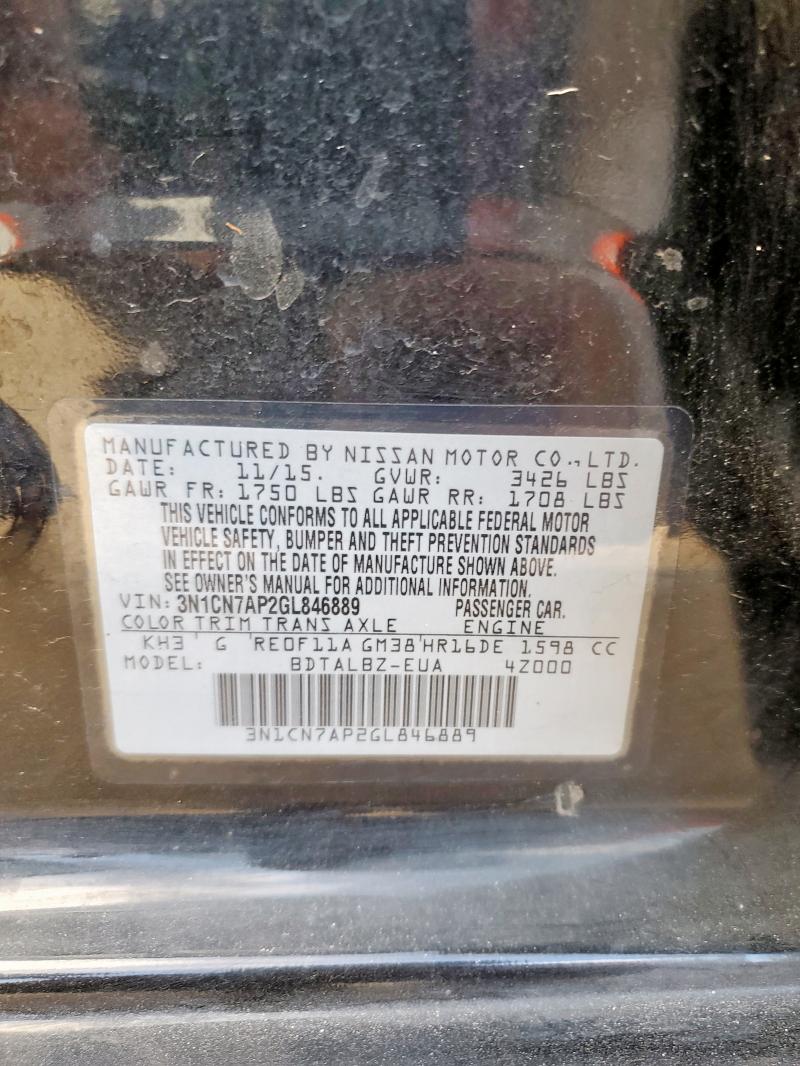 MANUFACTURED BY NISSAN MOTOR CO., LTD.
DATE: 11/15. GVWR: 3426 LBS
GAWR FR: 1750 LBS GAWR RR: 1708 LBS
THIS VEHICLE CONFORMS TO ALL APPLICABLE FEDERAL MOTOR
VEHICLE SAFETY, BUMPER AND THEFT PREVENTION STANDARDS
IN EFFECT ON THE DATE OF MANUFACTURE SHOWN ABOVE.
SEE OWNER'S MANUAL FOR ADDITIONAL INFORMATION.
VIN: 3N1CN7AP2GL846889 PASSENGER CAR.
COLOR TRIM TRANS AXLE ENGINE
KH3 ' G 'RE0F11A GM38'HR16DE 1598 CC
MODEL: BDTALBZ-EUA 4Z000
3N1CN7AP2GL846889